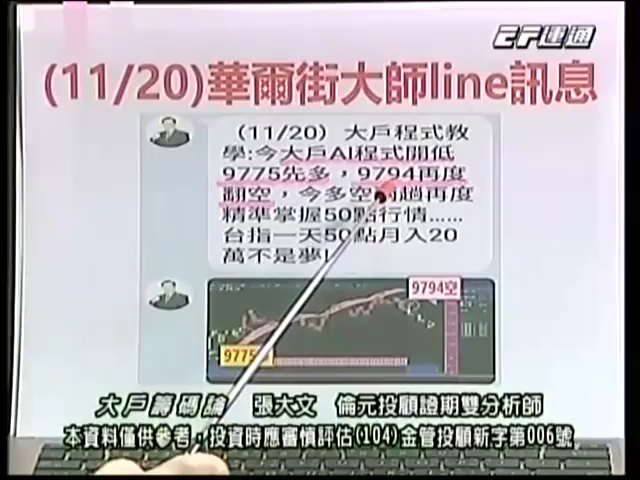 EF建通
(11/20)華爾街大師line訊息
(11/20) 大戶程式教
學:今大戶AI程式開低
9775先多，9794再度
翻空，今多空兩趟再度
精準掌握50點行情......
台指一天50點月入20
萬不是夢!
9794空
9775
大戶籌碼論 張大文 倫元投顧證期雙分析師
本資料僅供參考，投資時應審慎評估(104)金管投顧新字第006號